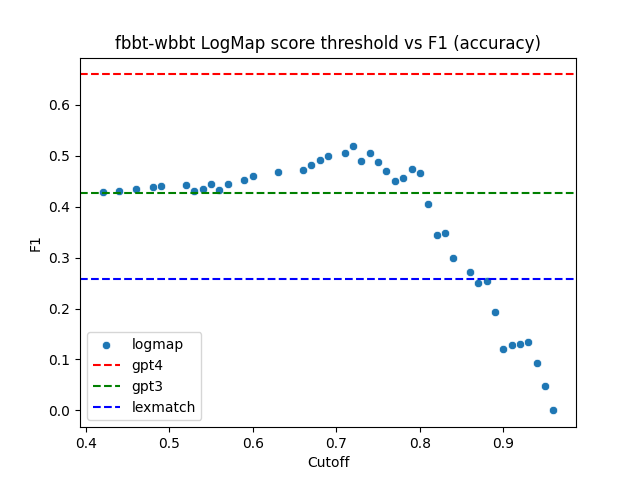 fbbt-wbbt LogMap score threshold vs F1 (accuracy)
F1
0.6
0.5
0.4
0.3
0.2
0.1
0.0
logmap
gpt4
gpt3
lexmatch
0.4 0.5 0.6 0.7 0.8 0.9
Cutoff